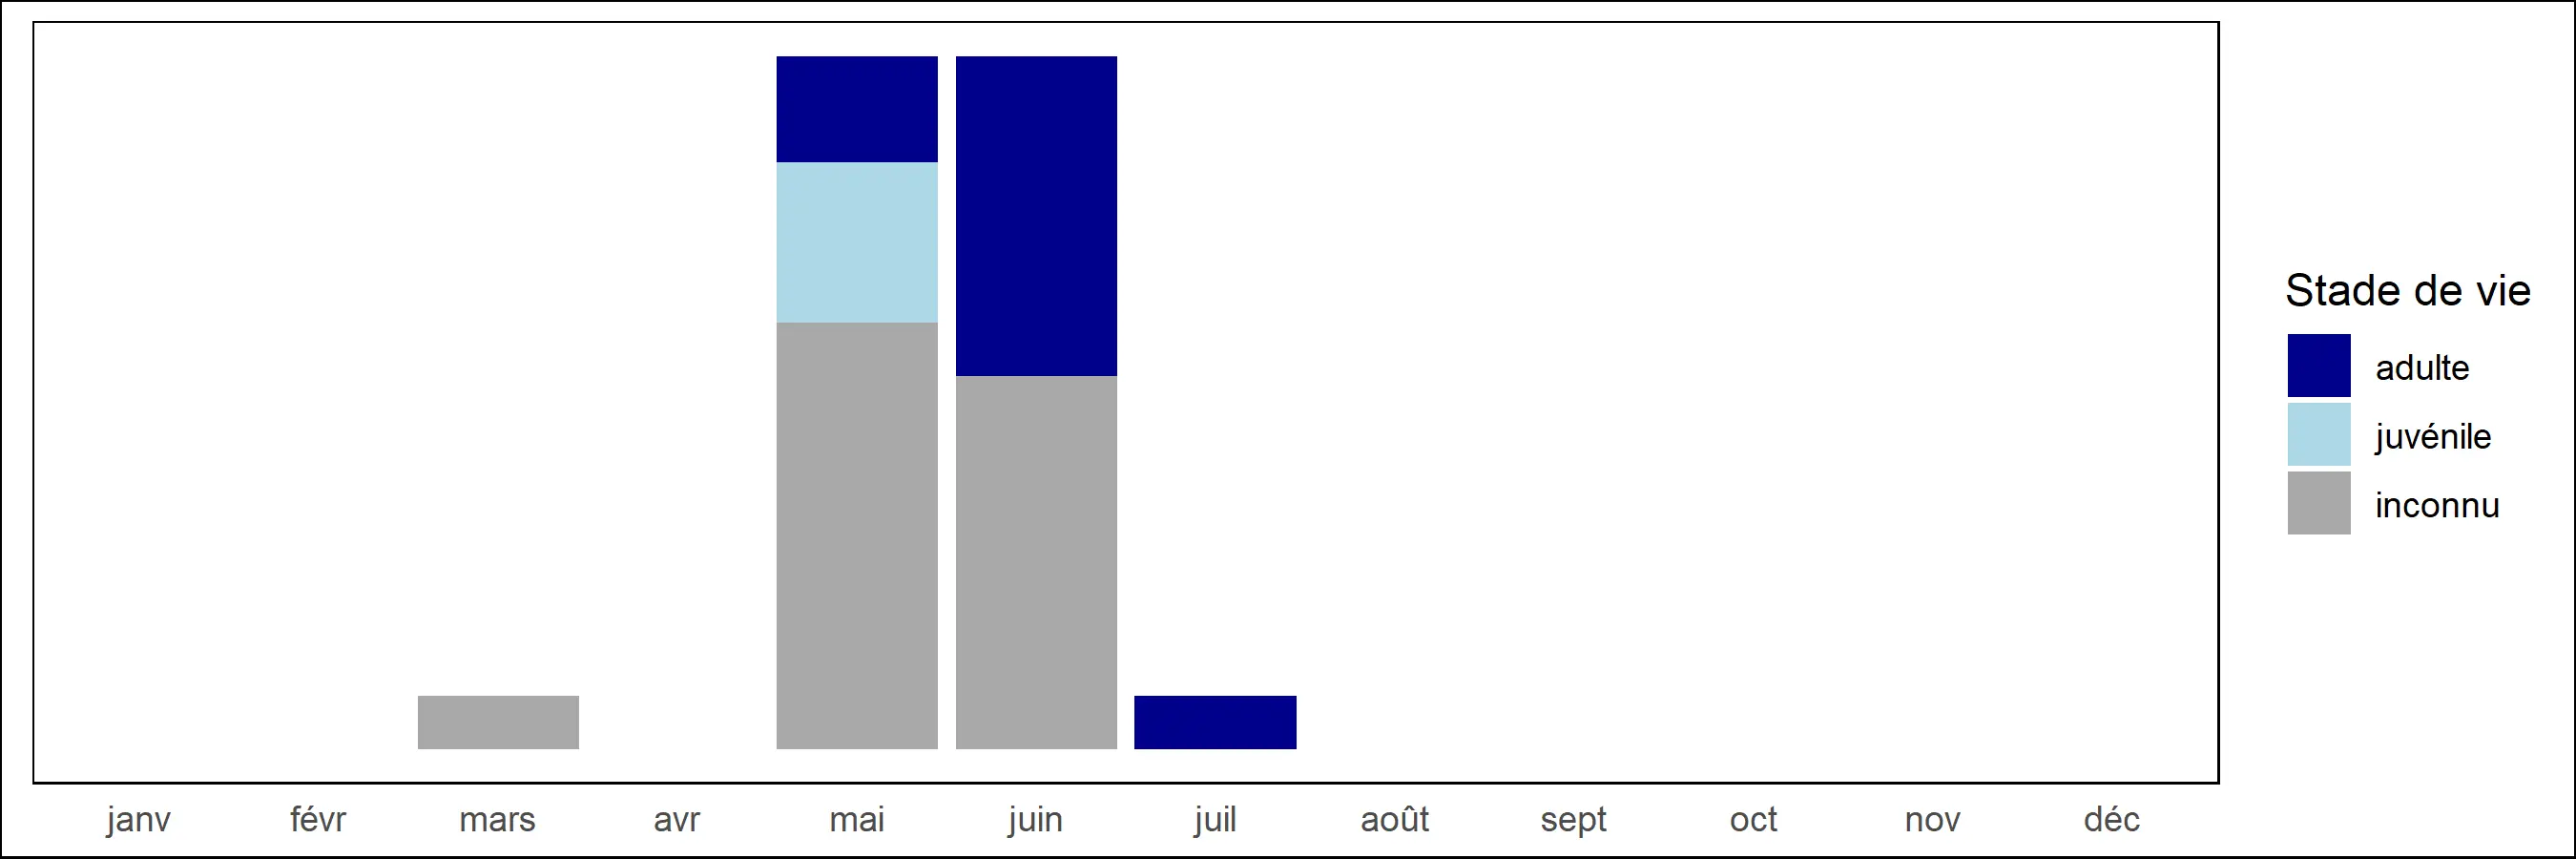 Stade de vie
adulte
juvénile
inconnu
janv févr mars avr mai juin juil août sept oct nov déc